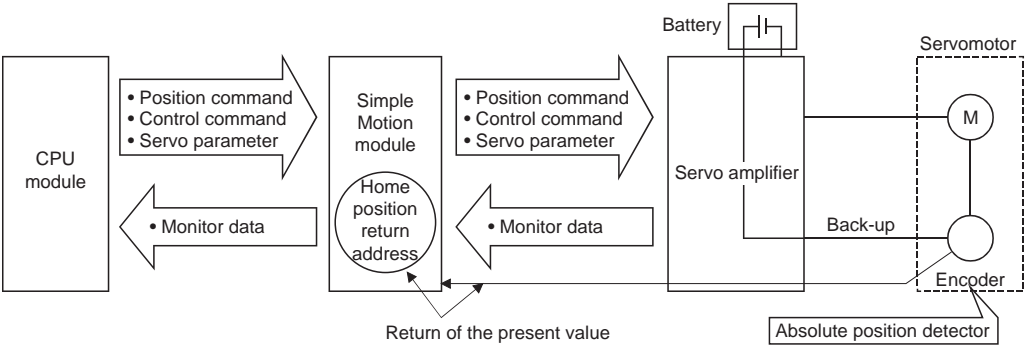 Battery
Servomotor
CPU
module
• Position command
• Control command
• Servo parameter
• Monitor data
Simple
Motion
module
Home
position
return
address
• Position command
• Control command
• Servo parameter
• Monitor data
Servo amplifier
M
Back-up
Encoder
Return of the present value
Absolute position detector